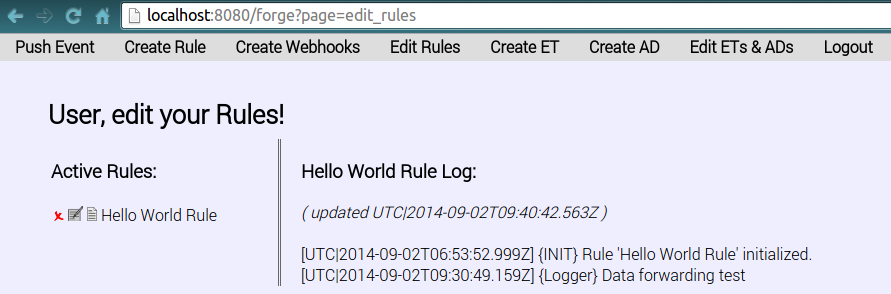 localhost:8080/forge?page=edit_rules
Push Event Create Rule Create Webhooks Edit Rules Create ET Create AD Edit ETs & ADs Logout
User, edit your Rules!
Active Rules:
Hello World Rule
Hello World Rule Log:
( updated UTC|2014-09-02T09:40:42.563Z )
[UTC|2014-09-02T06:53:52.999Z] {INIT} Rule 'Hello World Rule' initialized.
[UTC|2014-09-02T09:30:49.159Z] {Logger} Data forwarding test